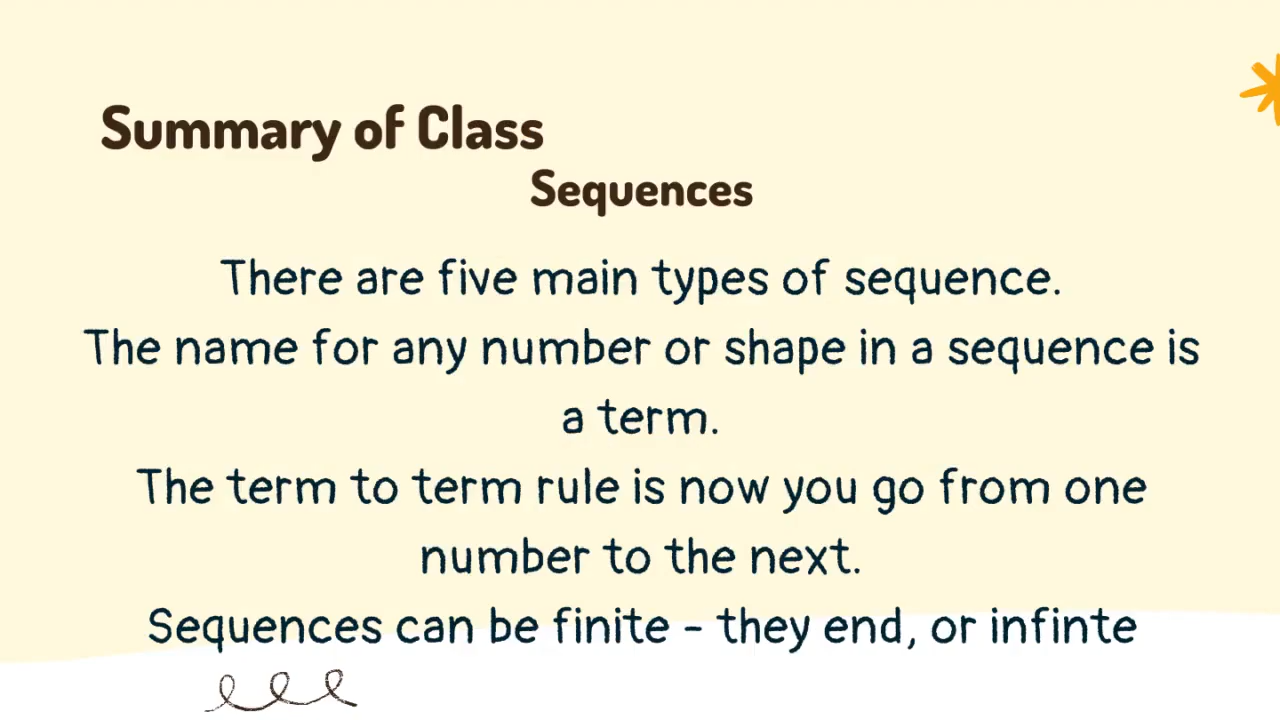 Summary of Class
Sequences
There are five main types of sequence.
The name for any number or shape in a sequence is
a term.
The term to term rule is now you go from one
number to the next.
Sequences can be finite - they end, or infinte